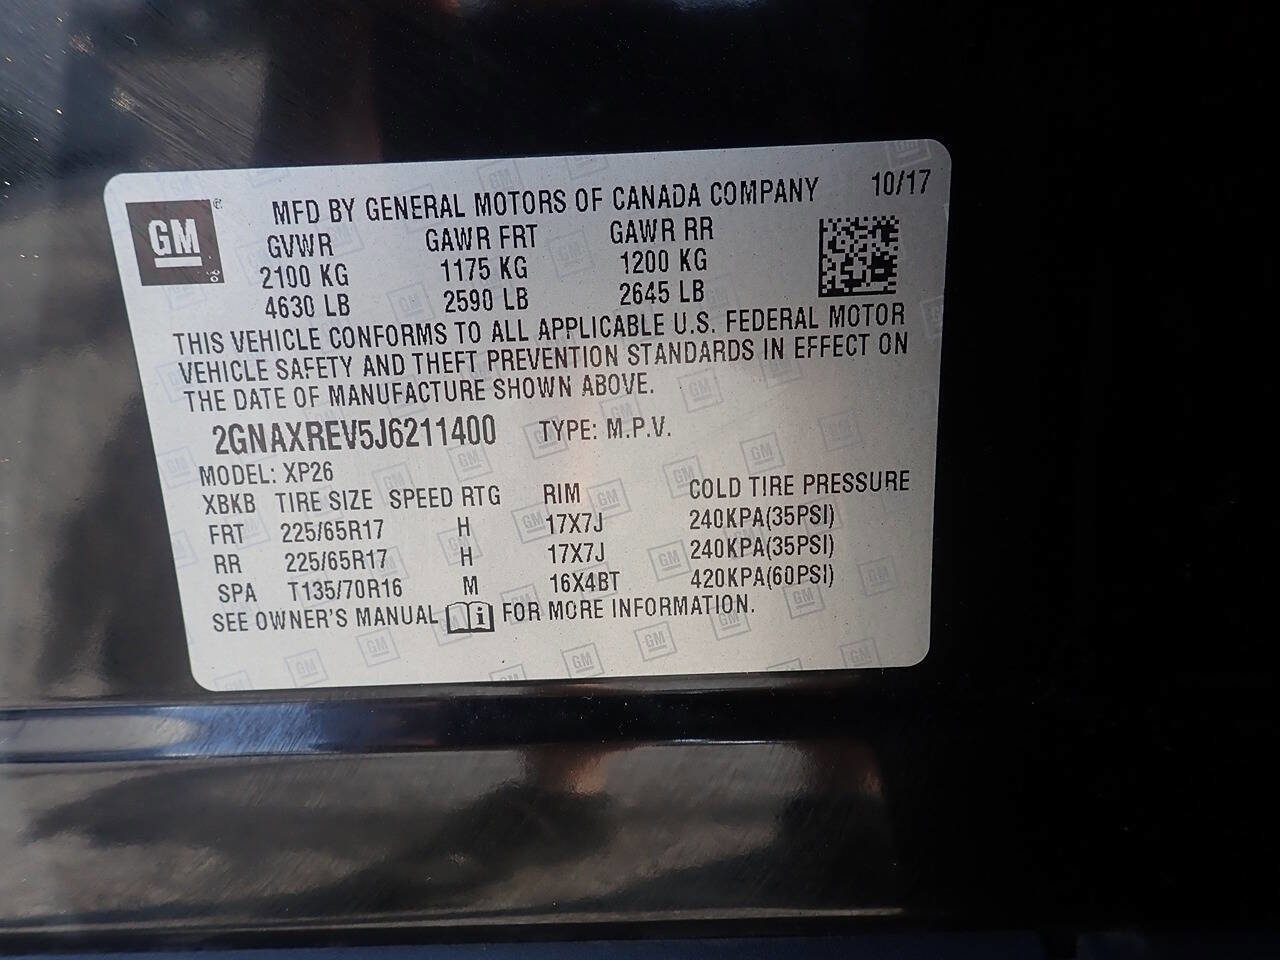 GM
MFD BY GENERAL MOTORS OF CANADA COMPANY 10/17
GVWR GAWR FRT GAWR RR
2100 KG 1175 KG 1200 KG
4630 LB 2590 LB 2645 LB
THIS VEHICLE CONFORMS TO ALL APPLICABLE U.S. FEDERAL MOTOR
VEHICLE SAFETY AND THEFT PREVENTION STANDARDS IN EFFECT ON
THE DATE OF MANUFACTURE SHOWN ABOVE.
2GNAXREV5J6211400 TYPE: M.P.V.
MODEL: XP26
XBKB TIRE SIZE SPEED RTG RIM COLD TIRE PRESSURE
FRT 225/65R17 H 17X7J 240KPA(35PSI)
RR 225/65R17 H 17X7J 240KPA(35PSI)
SPA T135/70R16 M 16X4BT 420KPA(60PSI)
SEE OWNER'S MANUAL i FOR MORE INFORMATION.